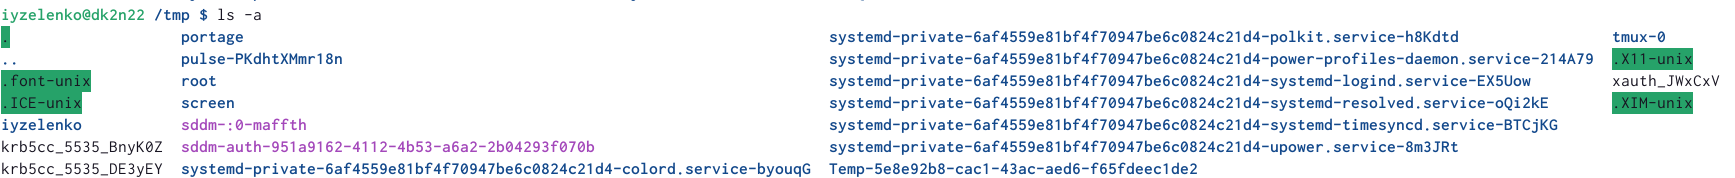 iyzelenko@dk2n22 /tmp $ ls -a
. portage systemd-private-6af4559e81bf4f70947be6c0824c21d4-polkit.service-h8Kdtd tmux-0
.. pulse-PKdhtXMmr18n systemd-private-6af4559e81bf4f70947be6c0824c21d4-power-profiles-daemon.service-214A79 .X11-unix
.font-unix root systemd-private-6af4559e81bf4f70947be6c0824c21d4-systemd-logind.service-EX5Uow xauth_JWxCxV
.ICE-unix screen systemd-private-6af4559e81bf4f70947be6c0824c21d4-systemd-resolved.service-oQi2kE .XIM-unix
iyzelenko sddm-:0-maffth systemd-private-6af4559e81bf4f70947be6c0824c21d4-systemd-timesyncd.service-BTCjKG
krb5cc_5535_BnyK0Z sddm-auth-951a9162-4112-4b53-a6a2-2b04293f070b systemd-private-6af4559e81bf4f70947be6c0824c21d4-upower.service-8m3JRt
krb5cc_5535_DE3yEY systemd-private-6af4559e81bf4f70947be6c0824c21d4-colord.service-byouqG Temp-5e8e92b8-cac1-43ac-aed6-f65fdeec1de2